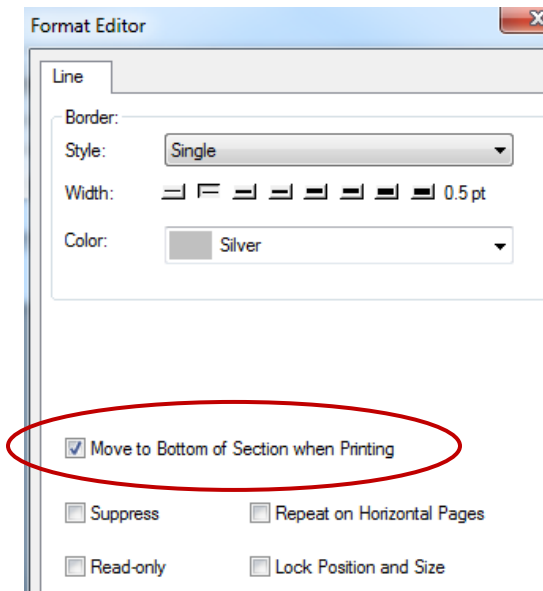 Format Editor
Line
Border:
Style: Single
Width: 0.5 pt
Color: Silver
Move to Bottom of Section when Printing
Suppress Repeat on Horizontal Pages
Read-only Lock Position and Size